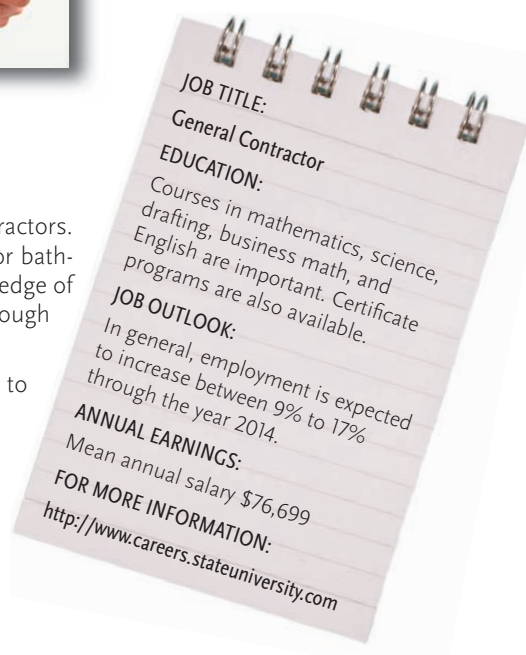 ractors.
or bath-
edge of
ough
to
JOB TITLE:
General Contractor
EDUCATION:
Courses in mathematics, science,
drafting, business math, and
English are important. Certificate
programs are also available.
JOB OUTLOOK:
In general, employment is expected
to increase between 9% to 17%
through the year 2014.
ANNUAL EARNINGS:
Mean annual salary $76,699
FOR MORE INFORMATION:
http://www.careers.stateuniversity.com